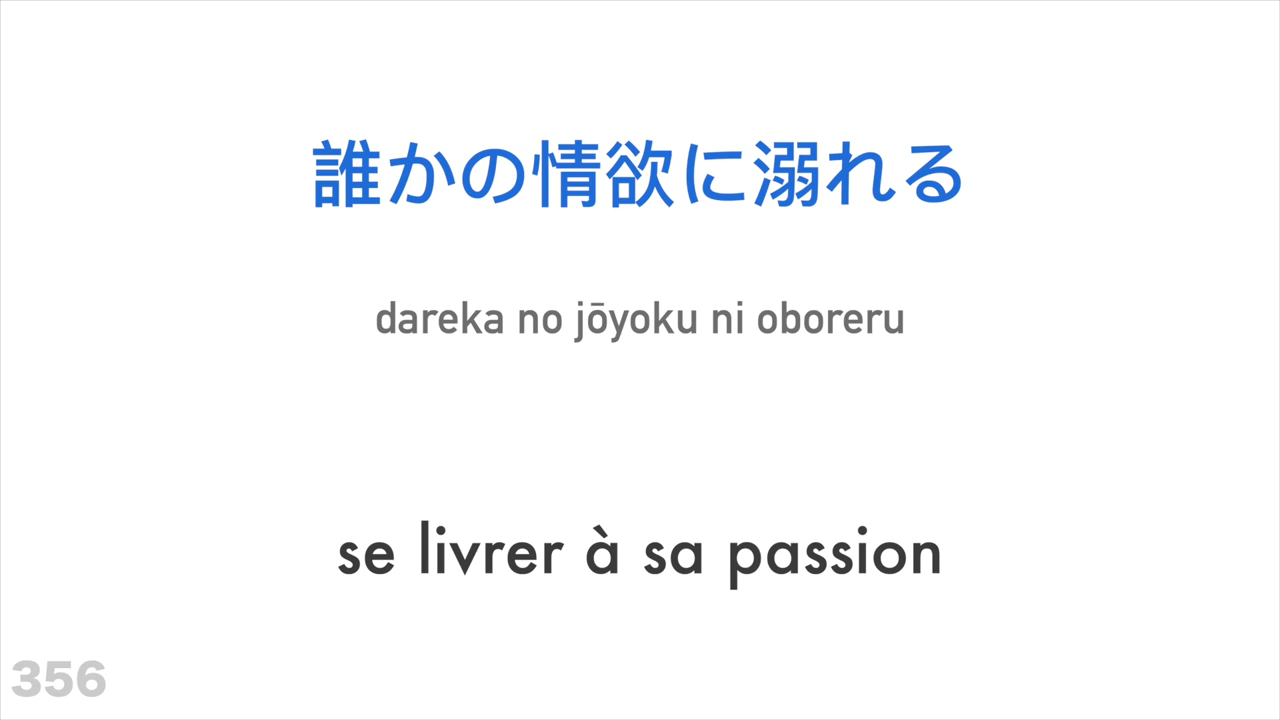 誰かの情欲に溺れる
dareka no jōyoku ni oboreru
se livrer à sa passion
356